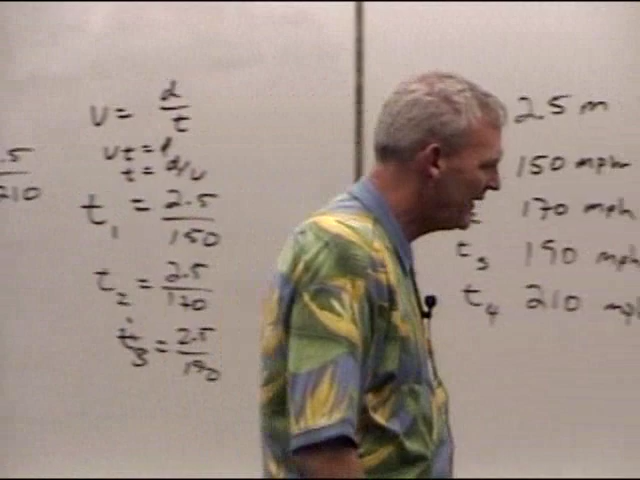 .5
210
v = d/t
vt = d
t = d/v
t1 = 2.5/150
t2 = 2.5/170
t3 = 2.5/190
2.5 m
150 mph
170 mph
t3 190 mph
t4 210 mph